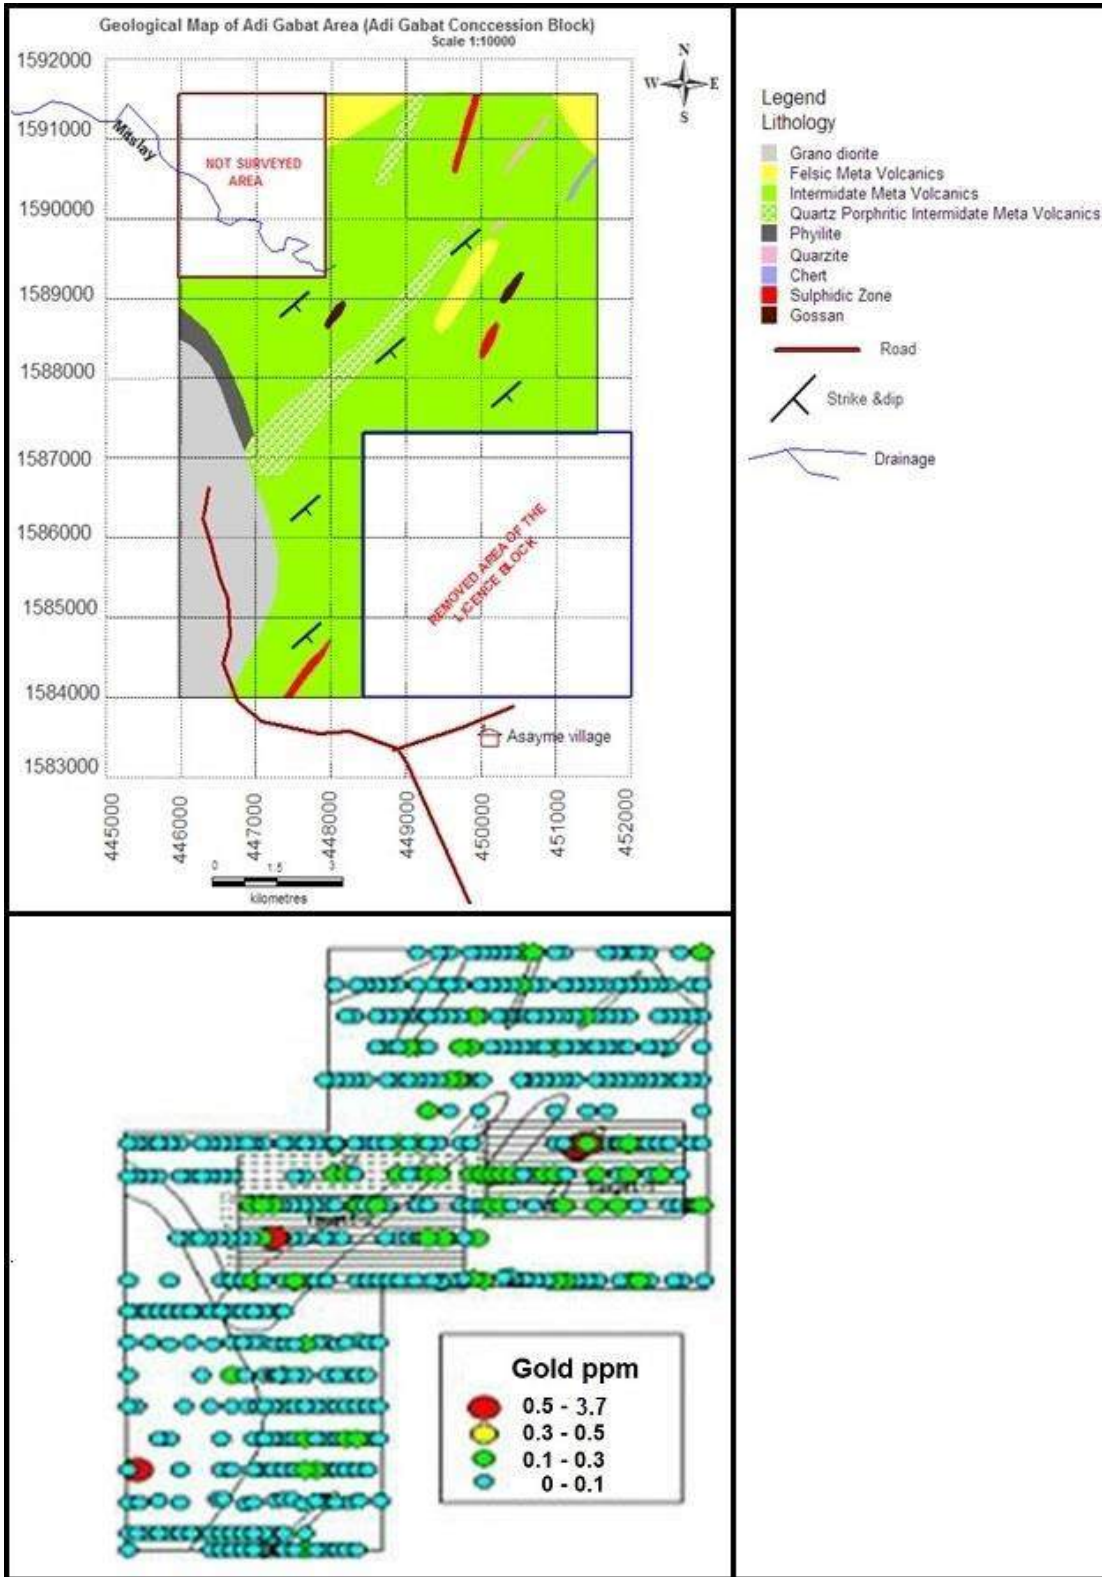 Geological Map of Adi Gabat Area (Adi Gabat Conccession Block)
Scale 1:10000
N
W E
S
1592000
1591000
1590000
1589000
1588000
1587000
1586000
1585000
1584000
1583000
Mitslay
NOT SURVEYED
AREA
REMOVED AREA OF THE
LICENCE BLOCK
Asayme village
445000
446000
447000
448000
449000
450000
451000
452000
0 1.5 3
kilometres
Legend
Lithology
Grano diorite
Felsic Meta Volcanics
Intermidate Meta Volcanics
Quartz Porphritic Intermidate Meta Volcanics
Phyilite
Quarzite
Chert
Sulphidic Zone
Gossan
Road
Strike &dip
Drainage
Gold ppm
0.5 - 3.7
0.3 - 0.5
0.1 - 0.3
0 - 0.1